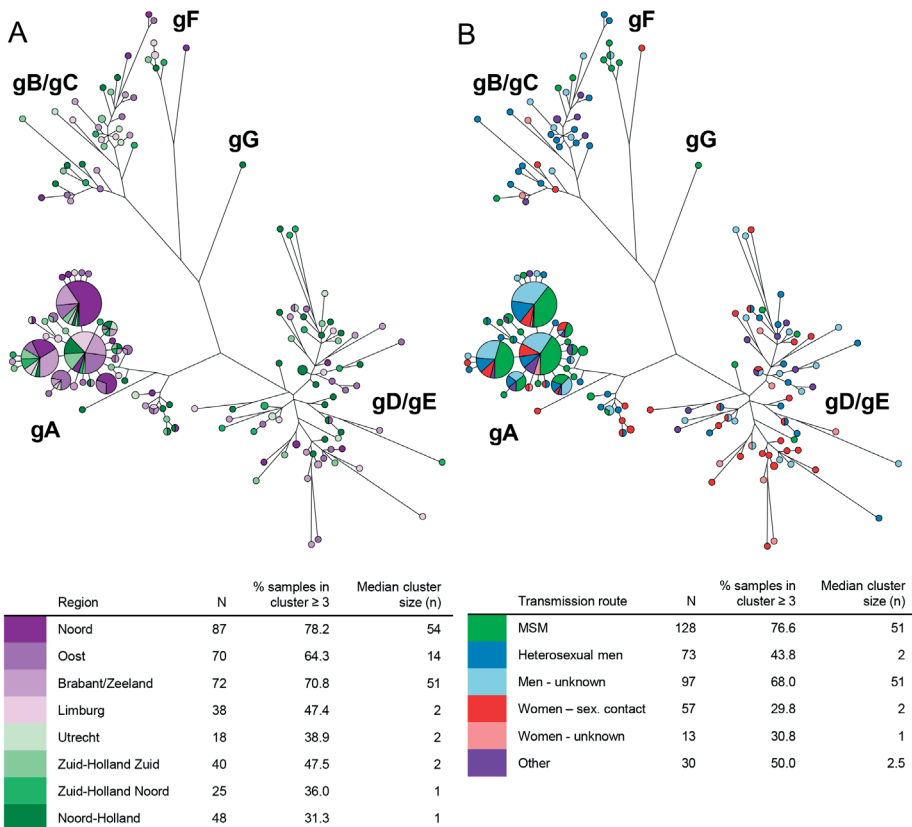 A
gF
gB/gC
gG
gA
gD/gE
B
gF
gB/gC
gG
gA
gD/gE
Region N % samples in cluster ≥ 3 Median cluster size (n)
Noord 87 78.2 54
Oost 70 64.3 14
Brabant/Zeeland 72 70.8 51
Limburg 38 47.4 2
Utrecht 18 38.9 2
Zuid-Holland Zuid 40 47.5 2
Zuid-Holland Noord 25 36.0 1
Noord-Holland 48 31.3 1
Transmission route N % samples in cluster ≥ 3 Median cluster size (n)
MSM 128 76.6 51
Heterosexual men 73 43.8 2
Men - unknown 97 68.0 51
Women – sex. contact 57 29.8 2
Women - unknown 13 30.8 1
Other 30 50.0 2.5